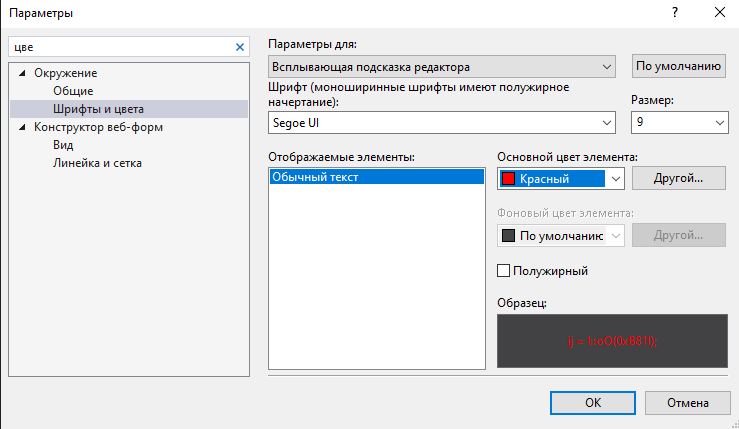 Параметры
?
цве
Окружение
Общие
Шрифты и цвета
Конструктор веб-форм
Вид
Линейка и сетка
Параметры для:
Всплывающая подсказка редактора
По умолчанию
Шрифт (моноширинные шрифты имеют полужирное
начертание):
Размер:
Segoe UI
9
Отображаемые элементы:
Обычный текст
Основной цвет элемента:
Красный
Другой...
Фоновый цвет элемента:
По умолчанию
Другой...
Полужирный
Образец:
ij = I::oO(0xB81l);
OK
Отмена